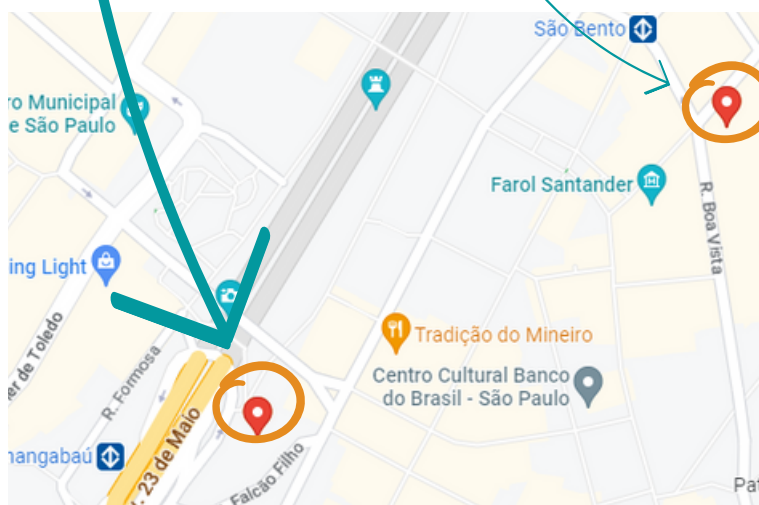 São Bento
ro Municipal
e São Paulo
Farol Santander
R. Boa Vista
ing Light
Tradição do Mineiro
er de Toledo
R. Formosa
Centro Cultural Banco
do Brasil - São Paulo
hangabaú
. 23 de Maio
Falcão Filho
Pat